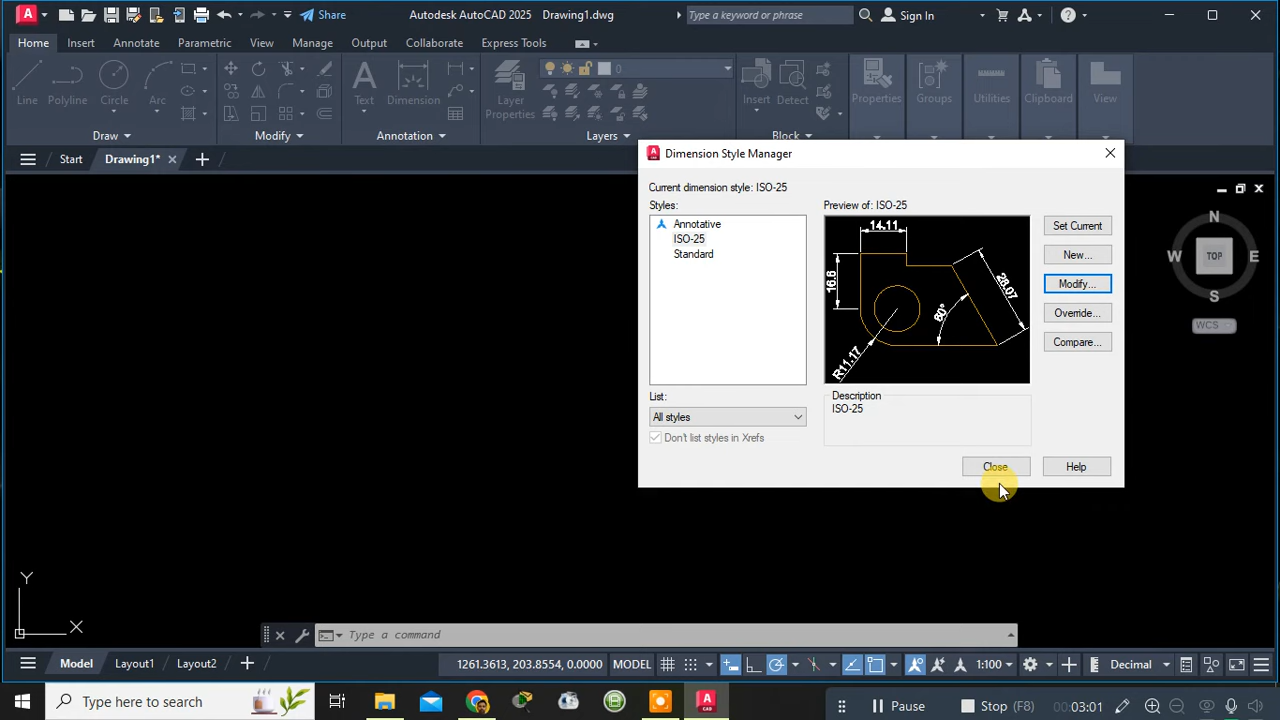 Share
Autodesk AutoCAD 2025 Drawing1.dwg
Type a keyword or phrase
Sign In
Home Insert Annotate Parametric View Manage Output Collaborate Express Tools
Line Polyline Circle Arc
Text Dimension
Layer Properties
0
Insert Detect
Properties Groups Utilities Clipboard View
Draw Modify Annotation Layers Block
Start Drawing1*
Dimension Style Manager
Current dimension style: ISO-25
Styles:
Annotative
ISO-25
Standard
Preview of: ISO-25
14.11
16.6
28.07
80°
R11.17
Set Current
New...
Modify...
Override...
Compare...
List:
All styles
Don't list styles in Xrefs
Description
ISO-25
Close Help
N
W TOP E
S
WCS
Y
X
Type a command
Model Layout1 Layout2
1261.3613, 203.8554, 0.0000 MODEL 1:100 Decimal
Type here to search
Pause Stop (F8) 00:03:01